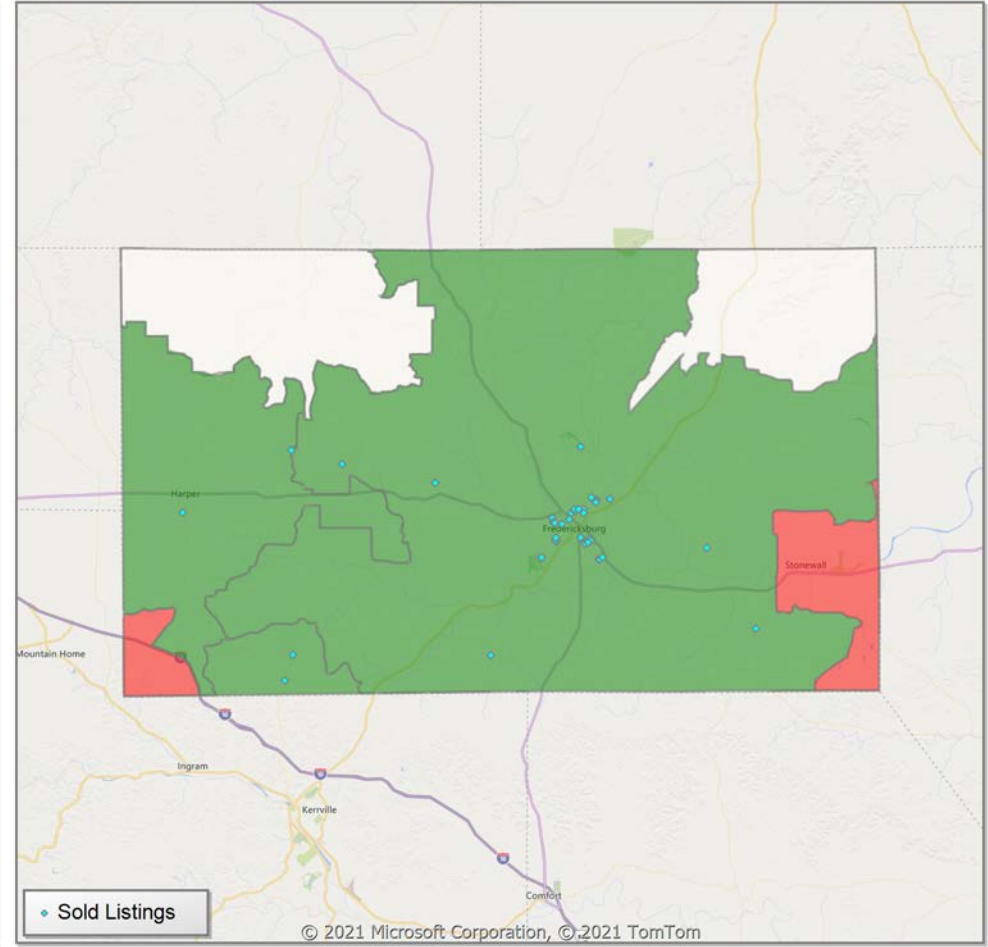 Harper
Fredericksburg
Stonewall
Mountain Home
Ingram
Kerrville
Comfort
Sold Listings
© 2021 Microsoft Corporation, © 2021 TomTom